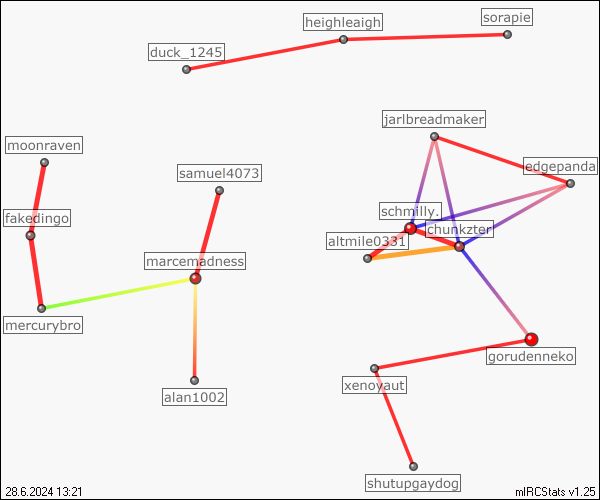 sorapie
heighleaigh
duck_1245
jarlbreadmaker
moonraven
edgepanda
samuel4073
schmilly.
fakedingo
chunkzter
altmile0331
marcemadness
mercurybro
gorudenneko
xenoyaut
alan1002
shutupgaydog
28.6.2024 13:21
mIRCStats v1.25